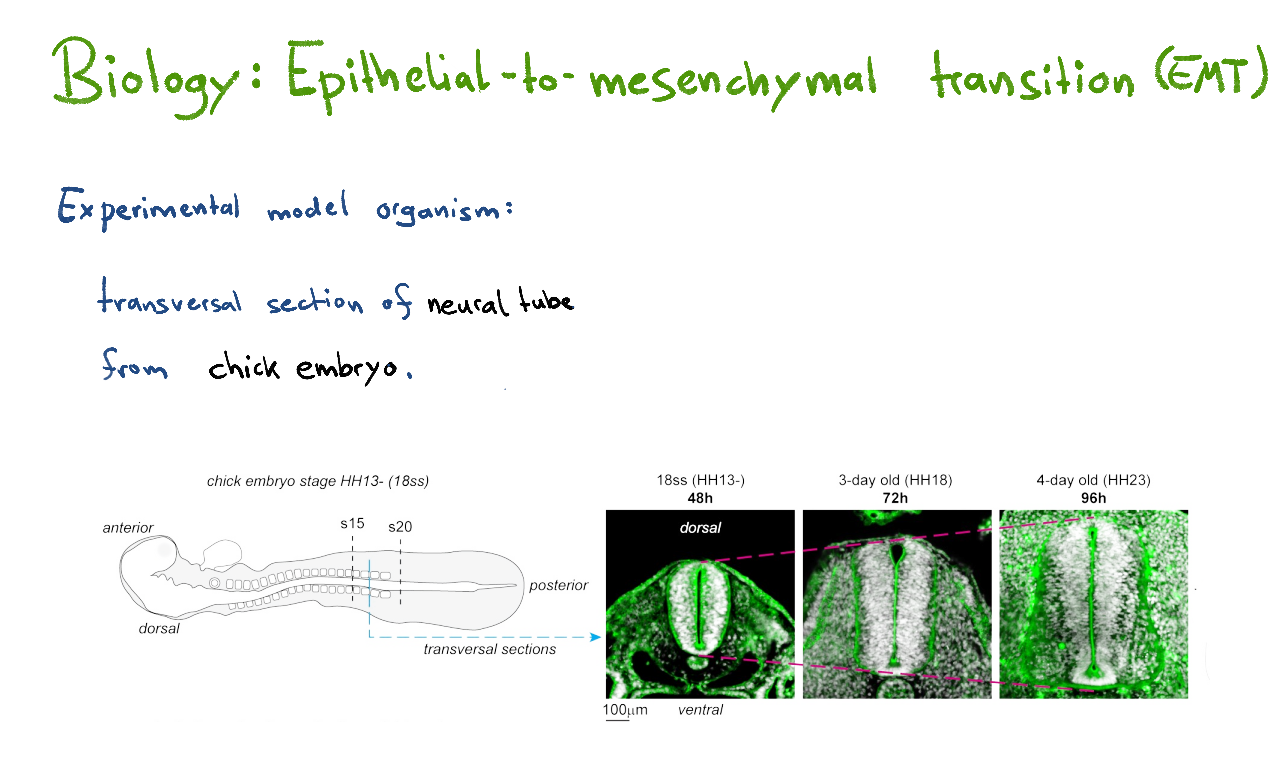 Biology: Epithelial-to-mesenchymal transition (EMT)
Experimental model organism:
transversal section of neural tube
from chick embryo.
chick embryo stage HH13- (18ss)
anterior
s15
s20
posterior
dorsal
transversal sections
18ss (HH13-)
48h
dorsal
100μm
ventral
3-day old (HH18)
72h
4-day old (HH23)
96h